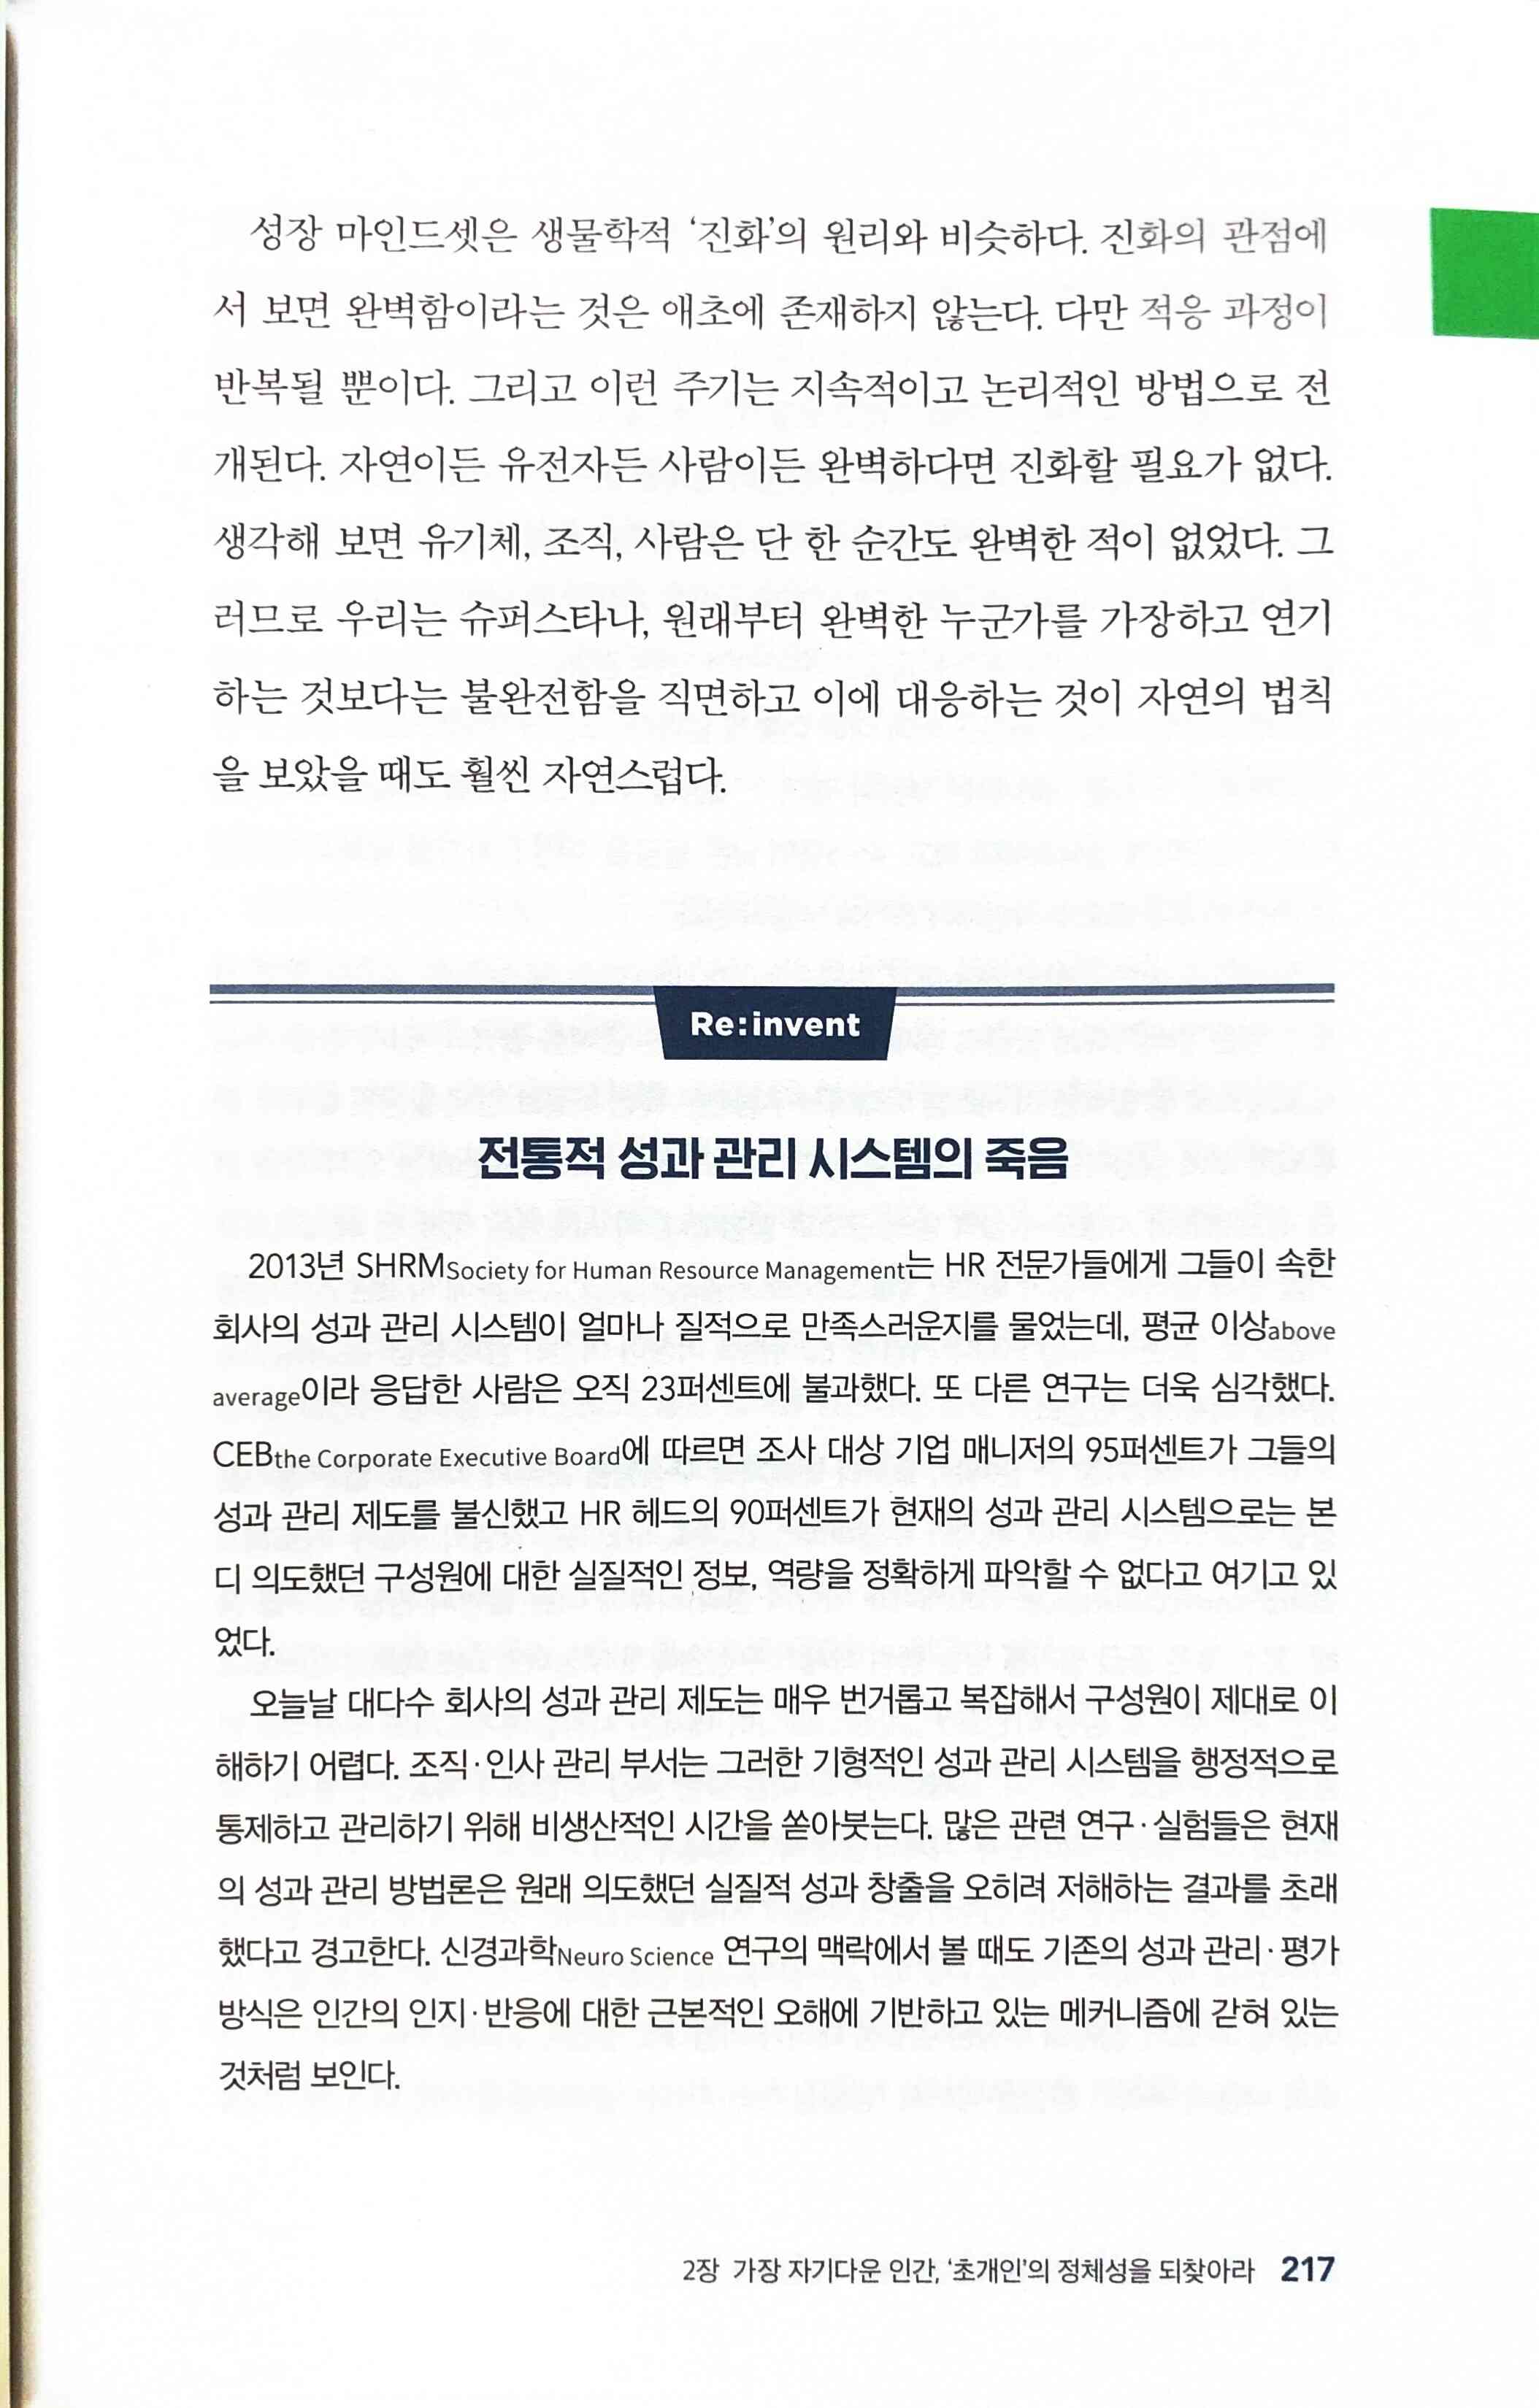 성장 마인드셋은 생물학적 ‘진화’의 원리와 비슷하다. 진화의 관점에
서 보면 완벽함이라는 것은 애초에 존재하지 않는다. 다만 적응 과정이
반복될 뿐이다. 그리고 이런 주기는 지속적이고 논리적인 방법으로 전
개된다. 자연이든 유전자든 사람이든 완벽하다면 진화할 필요가 없다.
생각해 보면 유기체, 조직, 사람은 단 한 순간도 완벽한 적이 없었다. 그
러므로 우리는 슈퍼스타나, 원래부터 완벽한 누군가를 가장하고 연기
하는 것보다는 불완전함을 직면하고 이에 대응하는 것이 자연의 법칙
을 보았을 때도 훨씬 자연스럽다.
Re:invent
전통적 성과 관리 시스템의 죽음
2013년 SHRMSociety for Human Resource Management는 HR 전문가들에게 그들이 속한
회사의 성과 관리 시스템이 얼마나 질적으로 만족스러운지를 물었는데, 평균 이상above
average이라 응답한 사람은 오직 23퍼센트에 불과했다. 또 다른 연구는 더욱 심각했다.
CEBthe Corporate Executive Board에 따르면 조사 대상 기업 매니저의 95퍼센트가 그들의
성과 관리 제도를 불신했고 HR 헤드의 90퍼센트가 현재의 성과 관리 시스템으로는 본
디 의도했던 구성원에 대한 실질적인 정보, 역량을 정확하게 파악할 수 없다고 여기고 있
었다.
오늘날 대다수 회사의 성과 관리 제도는 매우 번거롭고 복잡해서 구성원이 제대로 이
해하기 어렵다. 조직·인사 관리 부서는 그러한 기형적인 성과 관리 시스템을 행정적으로
통제하고 관리하기 위해 비생산적인 시간을 쏟아붓는다. 많은 관련 연구·실험들은 현재
의 성과 관리 방법론은 원래 의도했던 실질적 성과 창출을 오히려 저해하는 결과를 초래
했다고 경고한다. 신경과학Neuro Science 연구의 맥락에서 볼 때도 기존의 성과 관리·평가
방식은 인간의 인지·반응에 대한 근본적인 오해에 기반하고 있는 메커니즘에 갇혀 있는
것처럼 보인다.
2장 가장 자기다운 인간, ‘초개인’의 정체성을 되찾아라 217